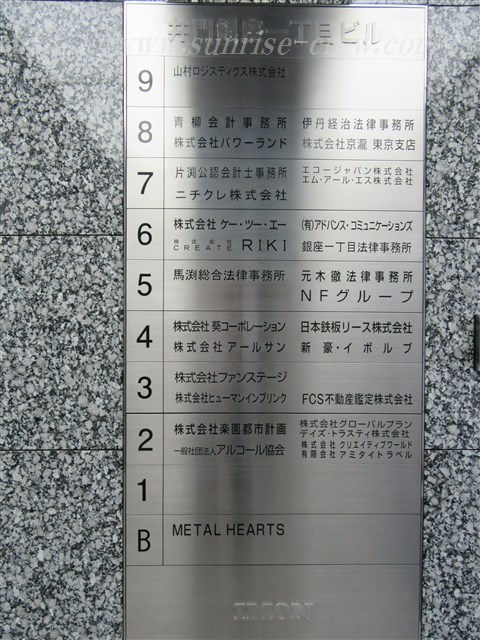 www.sunrise-
井門銀座一丁目ビル
9 山村ロジスティクス株式会社
8 青柳会計事務所 伊丹経治法律事務所
株式会社パワーランド 株式会社京瀧 東京支店
7 片渕公認会計士事務所 エコージャパン株式会社
エム・アール・エス株式会社
ニチクレ株式会社
6 株式会社 ケー・ツー・エー (有)アドバンス・コミュニケーションズ
株式会社 CREATE RIKI 銀座一丁目法律事務所
5 馬渕総合法律事務所 元木徹法律事務所
NFグループ
4 株式会社 葵コーポレーション 日本鉄板リース株式会社
株式会社 アールサン 新豪・イボルブ
3 株式会社ファンステージ
株式会社ヒューマンインプリンク FCS不動産鑑定株式会社
2 株式会社楽園都市計画 株式会社グローバルプラン
デイズ・トラスティ株式会社
一般社団法人アルコール協会 株式会社 クリエイティブワールド
有限会社アミタイトラベル
1
B METAL HEARTS